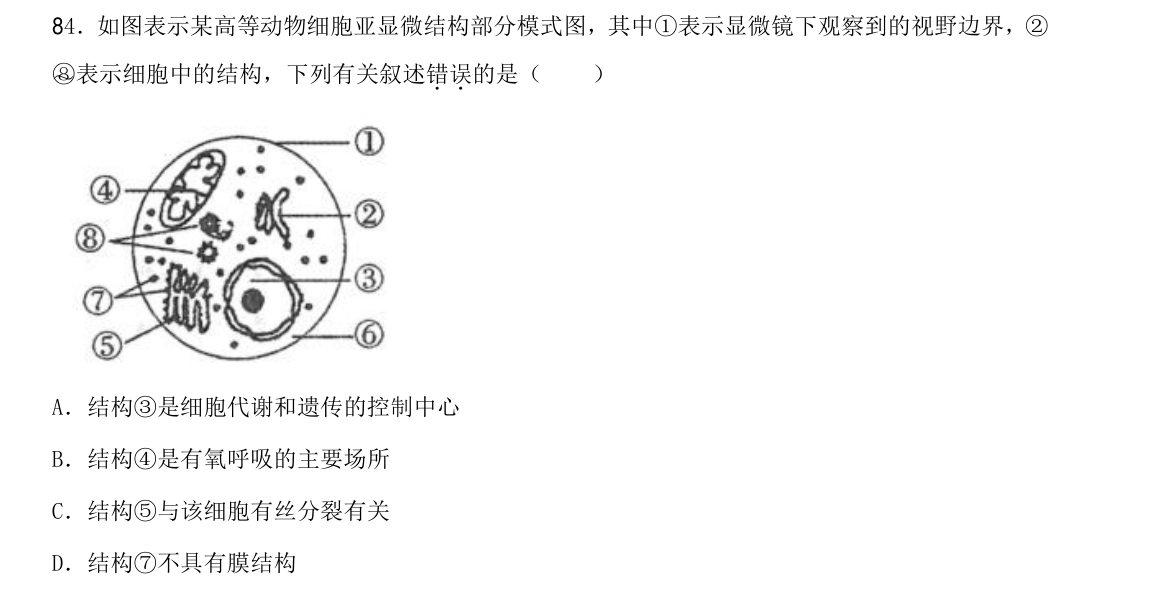 84. 如图表示某高等动物细胞亚显微结构部分模式图，其中①表示显微镜下观察到的视野边界，②
⑧表示细胞中的结构，下列有关叙述错误的是（　　）
①
④
②
⑧
③
⑦
⑥
⑤
A. 结构③是细胞代谢和遗传的控制中心
B. 结构④是有氧呼吸的主要场所
C. 结构⑤与该细胞有丝分裂有关
D. 结构⑦不具有膜结构